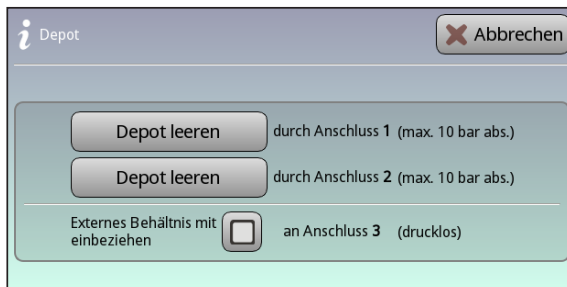 Depot
Abbrechen
Depot leeren durch Anschluss 1 (max. 10 bar abs.)
Depot leeren durch Anschluss 2 (max. 10 bar abs.)
Externes Behältnis mit
einbeziehen
an Anschluss 3 (drucklos)